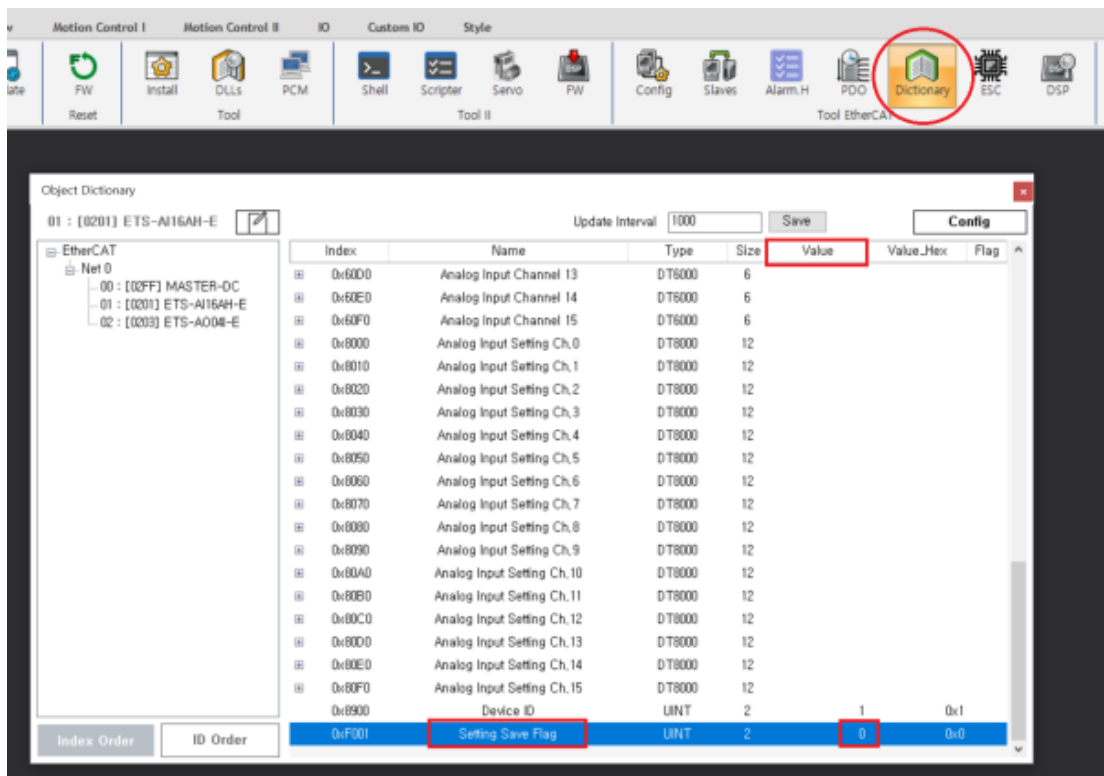 Motion Control I Motion Control II IO Custom IO Style
FW Install DLLs PCM Shell Scripter Servo FW Config Slaves Alarm.H PDO Dictionary ESC DSP
Reset Tool Tool II Tool EtherCAT
Object Dictionary
01 : [0201] ETS-AI16AH-E Update Interval 1000 Save Config
EtherCAT
Net 0
00 : [02FF] MASTER-DC
01 : [0201] ETS-AI16AH-E
02 : [0203] ETS-AO04I-E
Index Name Type Size Value Value_Hex Flag
0x60D0 Analog Input Channel 13 DT6000 6
0x60E0 Analog Input Channel 14 DT6000 6
0x60F0 Analog Input Channel 15 DT6000 6
0x8000 Analog Input Setting Ch.0 DT8000 12
0x8010 Analog Input Setting Ch.1 DT8000 12
0x8020 Analog Input Setting Ch.2 DT8000 12
0x8030 Analog Input Setting Ch.3 DT8000 12
0x8040 Analog Input Setting Ch.4 DT8000 12
0x8050 Analog Input Setting Ch.5 DT8000 12
0x8060 Analog Input Setting Ch.6 DT8000 12
0x8070 Analog Input Setting Ch.7 DT8000 12
0x8080 Analog Input Setting Ch.8 DT8000 12
0x8090 Analog Input Setting Ch.9 DT8000 12
0x80A0 Analog Input Setting Ch.10 DT8000 12
0x80B0 Analog Input Setting Ch.11 DT8000 12
0x80C0 Analog Input Setting Ch.12 DT8000 12
0x80D0 Analog Input Setting Ch.13 DT8000 12
0x80E0 Analog Input Setting Ch.14 DT8000 12
0x80F0 Analog Input Setting Ch.15 DT8000 12
0x8900 Device ID UINT 2 1 0x1
0xF001 Setting Save Flag UINT 2 0 0x0
Index Order ID Order